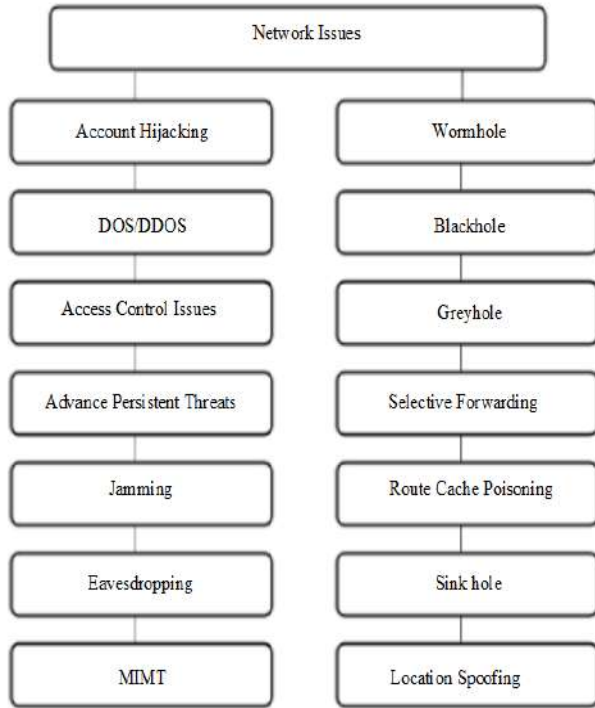 Network Issues
Account Hijacking
DOS/DDOS
Access Control Issues
Advance Persistent Threats
Jamming
Eavesdropping
MIMT
Wormhole
Blackhole
Greyhole
Selective Forwarding
Route Cache Poisoning
Sink hole
Location Spoofing